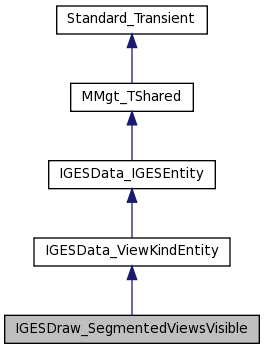 Standard_Transient
MMgt_TShared
IGESData_IGESEntity
IGESData_ViewKindEntity
IGESDraw_SegmentedViewsVisible